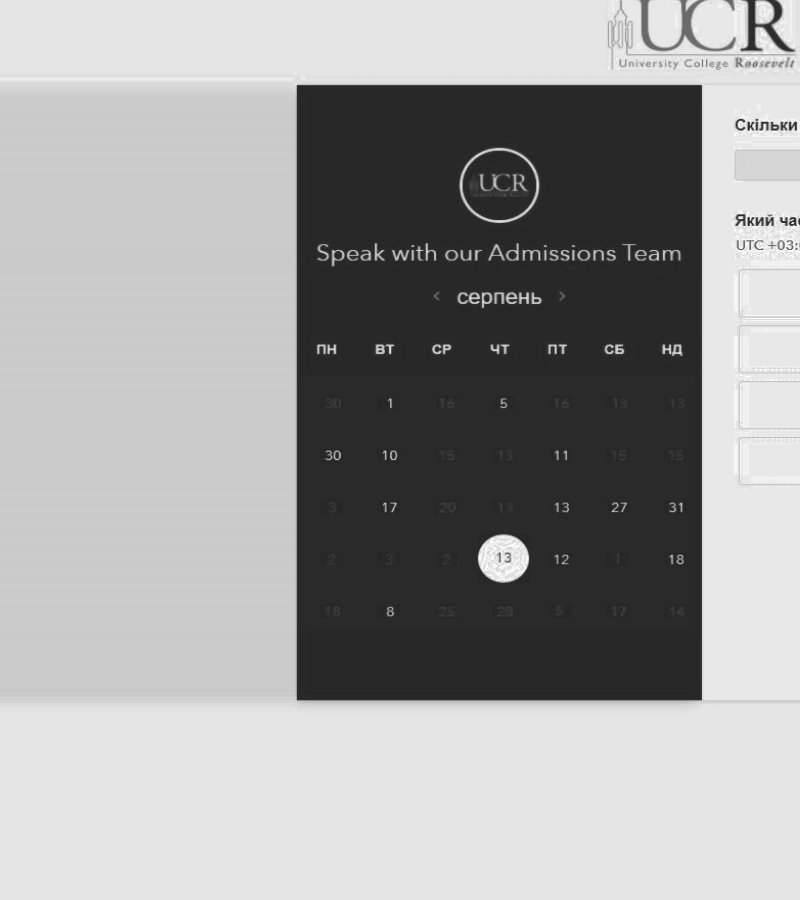 UCR
University College Roosevelt
Скільки
UCR
Speak with our Admissions Team
Який
UTC +03:
< серпень >
ПН ВТ СР ЧТ ПТ СБ НД
30 1 16 5 16 13 13
30 10 15 13 11 15 15
3 17 20 13 13 27 31
2 3 2 13 12 1 18
18 8 25 28 5 17 14